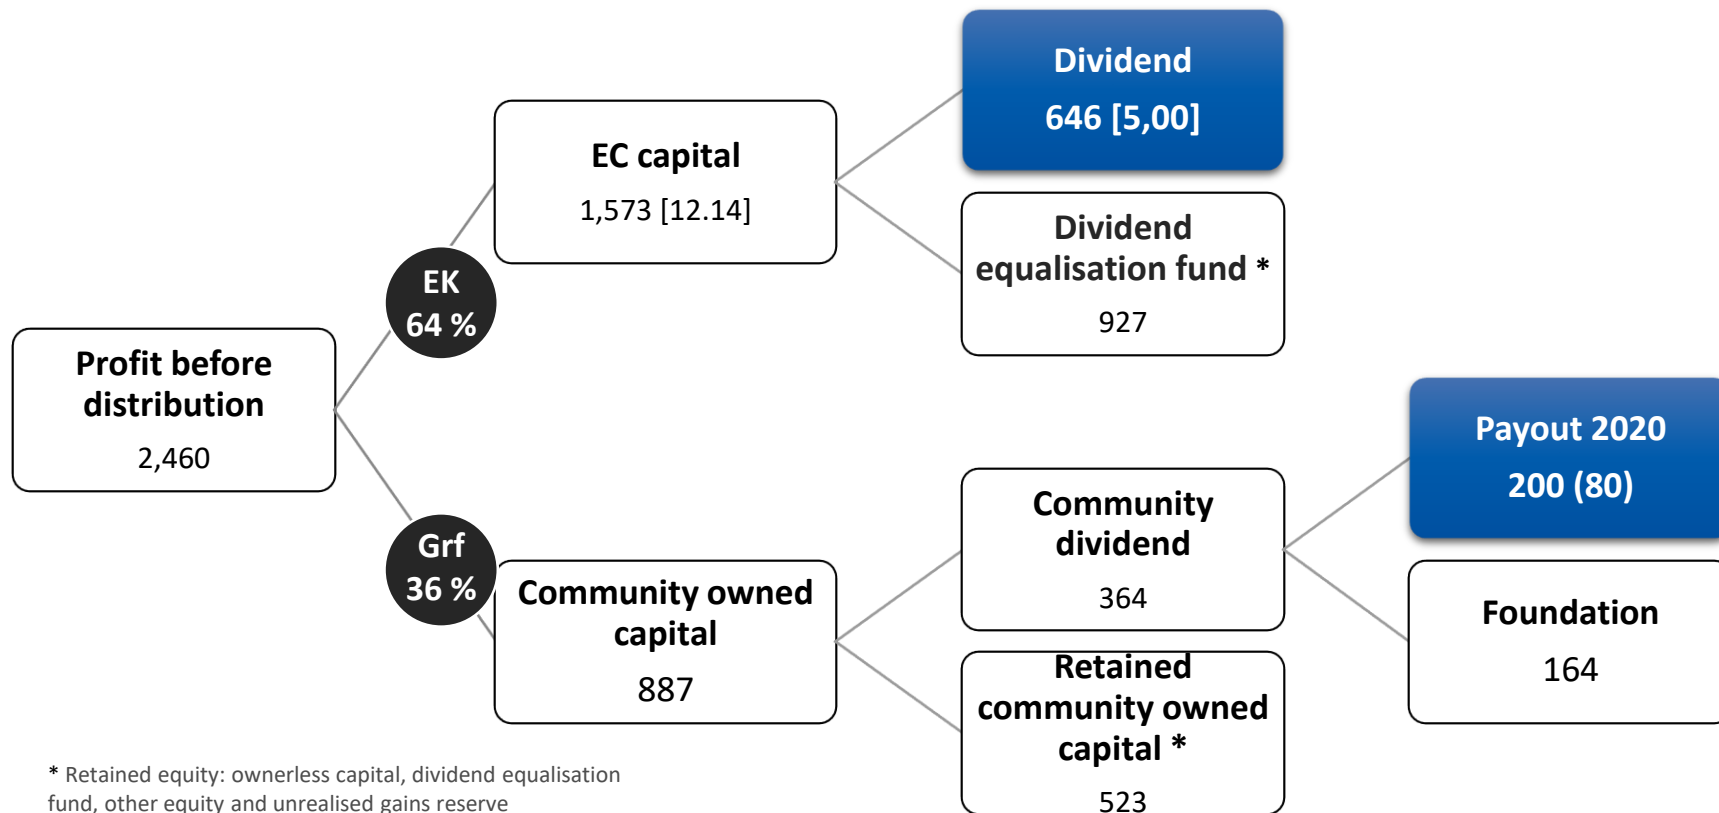 Profit before
distribution
2,460
EK
64 %
Grf
36 %
EC capital
1,573 [12.14]
Community owned
capital
887
Dividend
646 [5,00]
Dividend
equalisation fund *
927
Community
dividend
364
Retained
community owned
capital *
523
Payout 2020
200 (80)
Foundation
164
* Retained equity: ownerless capital, dividend equalisation
fund, other equity and unrealised gains reserve